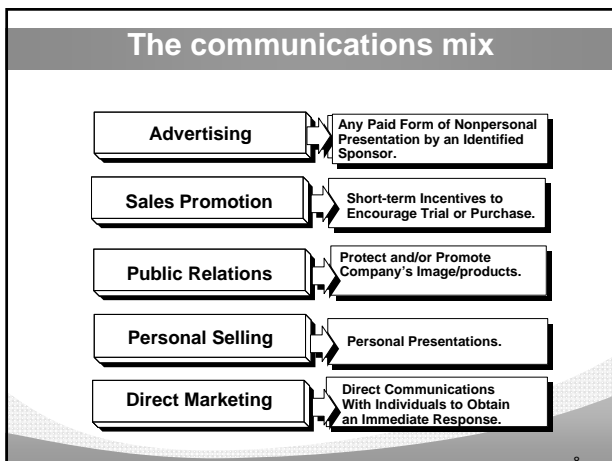 The communications mix
Advertising
Any Paid Form of Nonpersonal
Presentation by an Identified
Sponsor.
Sales Promotion
Short-term Incentives to
Encourage Trial or Purchase.
Public Relations
Protect and/or Promote
Company's Image/products.
Personal Selling
Personal Presentations.
Direct Marketing
Direct Communications
With Individuals to Obtain
an Immediate Response.